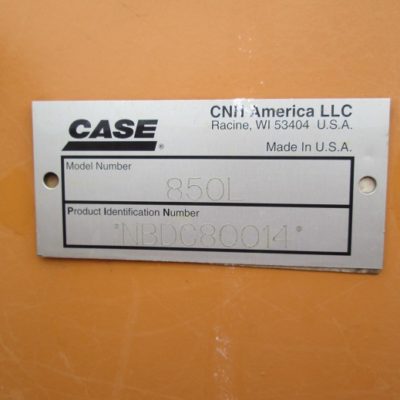 CNH America LLC
Racine, WI 53404 U.S.A.
CASE®
Made In U.S.A.
Model Number
850L
Product Identification Number
*NBDC80014*